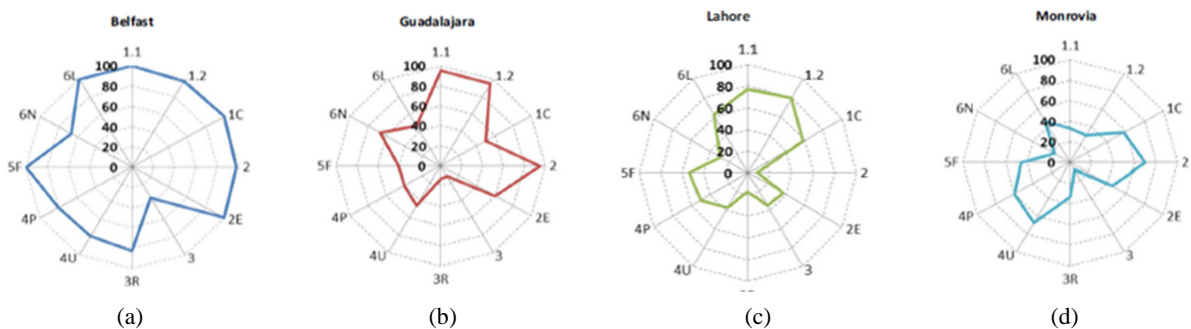 Belfast
1.1
100
80
60
40
20
0
1.2
1C
2
2E
3
3R
4U
4P
5F
6N
6L
Guadalajara
1.1
100
80
60
40
20
0
1.2
1C
2
2E
3
3R
4U
4P
5F
6N
6L
Lahore
1.1
100
80
60
40
20
0
1.2
1C
2
2E
3
4U
4P
5F
6N
6L
Monrovia
1.1
100
80
60
40
20
0
1.2
1C
2
2E
3
3R
4U
4P
5F
6N
6L
(a)
(b)
(c)
(d)